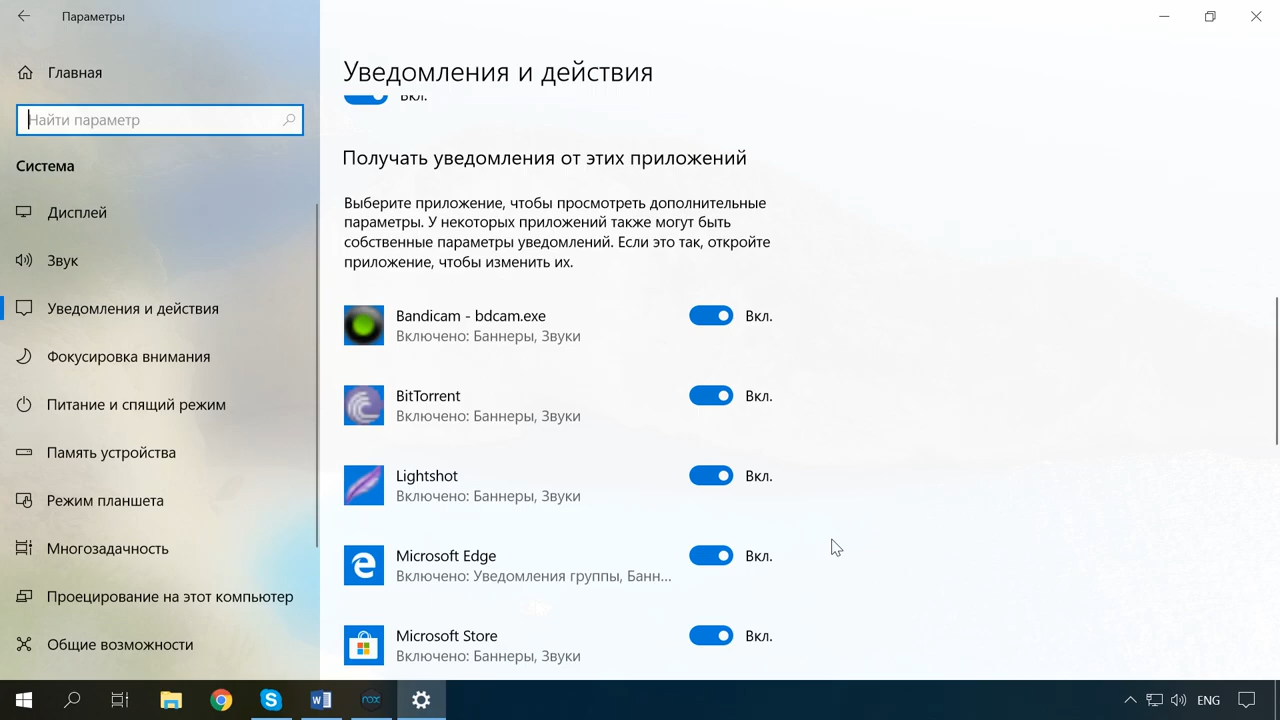 Параметры
Главная
Найти параметр
Система
Дисплей
Звук
Уведомления и действия
Фокусировка внимания
Питание и спящий режим
Память устройства
Режим планшета
Многозадачность
Проецирование на этот компьютер
Общие возможности
Уведомления и действия
Вкл.
Получать уведомления от этих приложений
Выберите приложение, чтобы просмотреть дополнительные
параметры. У некоторых приложений также могут быть
собственные параметры уведомлений. Если это так, откройте
приложение, чтобы изменить их.
Bandicam - bdcam.exe
Вкл.
Включено: Баннеры, Звуки
BitTorrent
Вкл.
Включено: Баннеры, Звуки
Lightshot
Вкл.
Включено: Баннеры, Звуки
Microsoft Edge
Вкл.
Включено: Уведомления группы, Банн...
Microsoft Store
Вкл.
Включено: Баннеры, Звуки
ENG